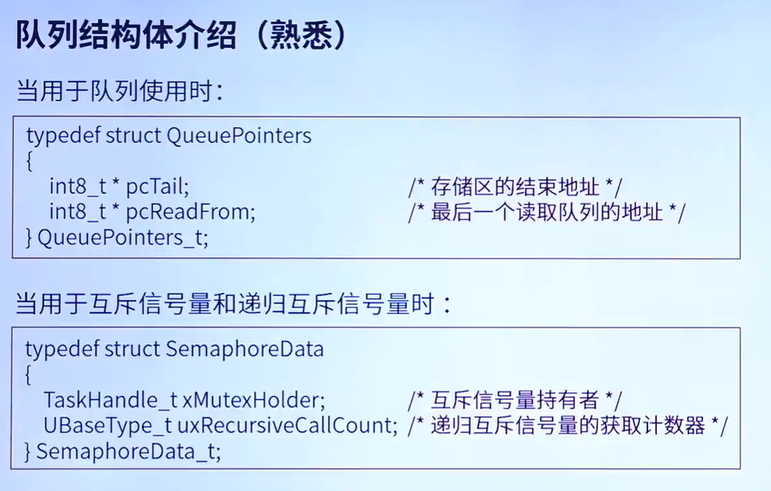 队列结构体介绍（熟悉）
当用于队列使用时：
typedef struct QueuePointers
{
int8_t * pcTail; /* 存储区的结束地址 */
int8_t * pcReadFrom; /* 最后一个读取队列的地址 */
} QueuePointers_t;
当用于互斥信号量和递归互斥信号量时：
typedef struct SemaphoreData
{
TaskHandle_t xMutexHolder; /* 互斥信号量持有者 */
UBaseType_t uxRecursiveCallCount; /* 递归互斥信号量的获取计数器 */
} SemaphoreData_t;